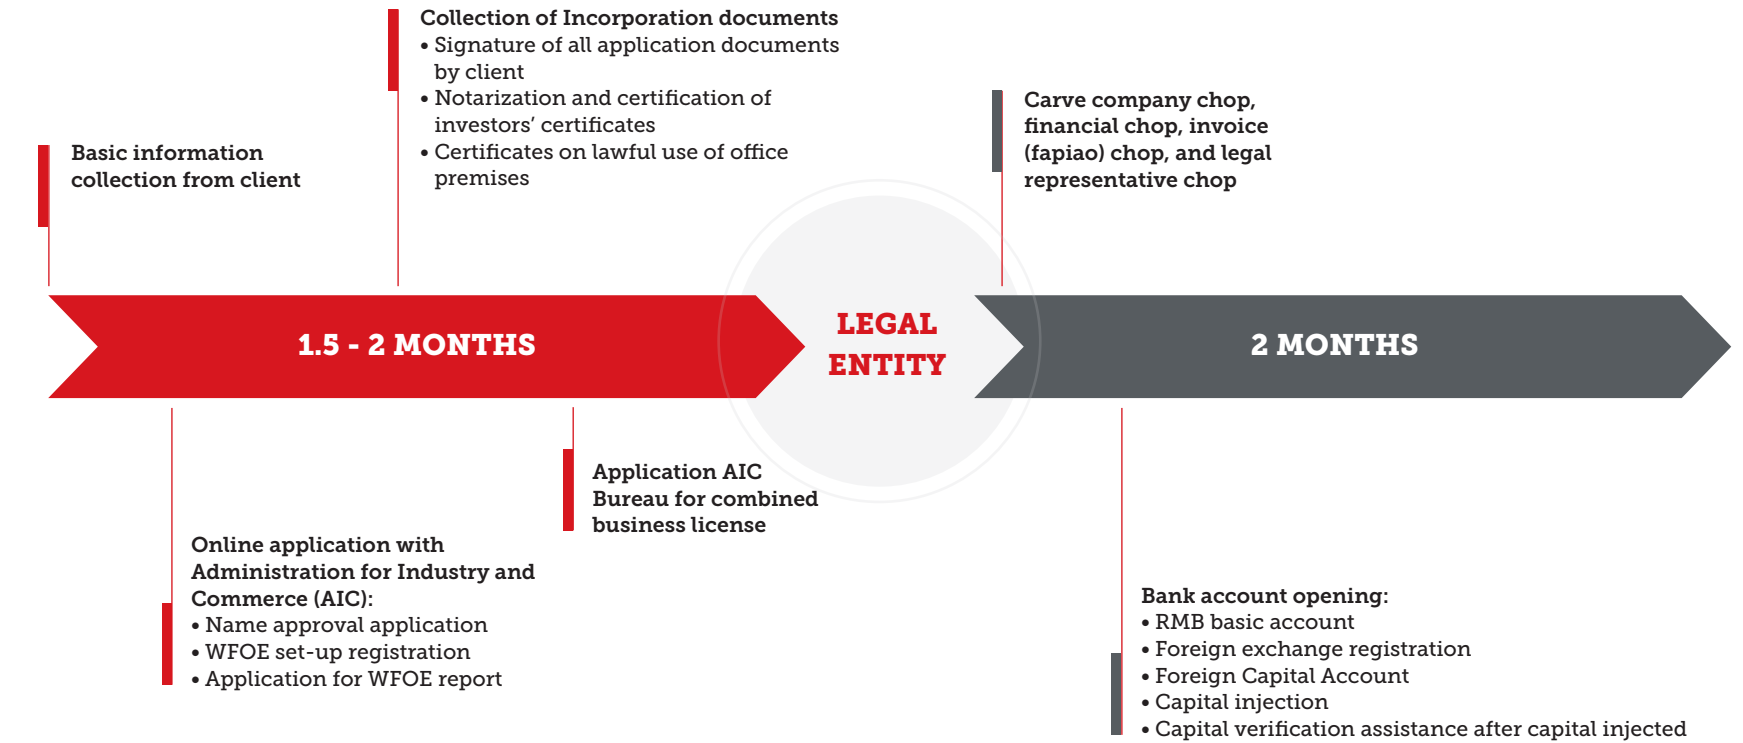 Collection of Incorporation documents
• Signature of all application documents
by client
• Notarization and certification of
investors’ certificates
• Certificates on lawful use of office
premises
Basic information
collection from client
Carve company chop,
financial chop, invoice
(fapiao) chop, and legal
representative chop
1.5 - 2 MONTHS
LEGAL
ENTITY
2 MONTHS
Online application with
Administration for Industry and
Commerce (AIC):
• Name approval application
• WFOE set-up registration
• Application for WFOE report
Application AIC
Bureau for combined
business license
Bank account opening:
• RMB basic account
• Foreign exchange registration
• Foreign Capital Account
• Capital injection
• Capital verification assistance after capital injected